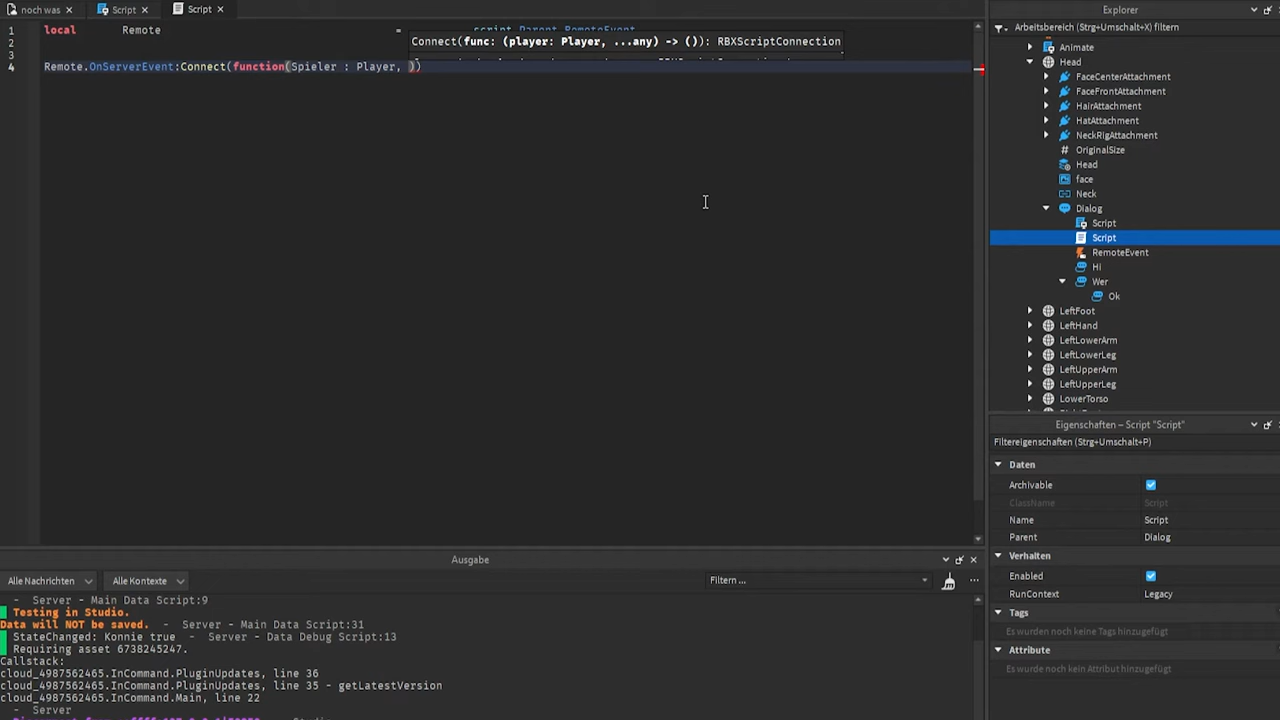 noch was
Script
Script
1 local Remote = script.Parent.RemoteEvent
2 Connect(func: (player: Player, ...any) -> ()): RBXScriptConnection
3
4 Remote.OnServerEvent:Connect(function(Spieler : Player, ))
Explorer
Arbeitsbereich (Strg+Umschalt+X) filtern
Animate
Head
FaceCenterAttachment
FaceFrontAttachment
HairAttachment
HatAttachment
NeckRigAttachment
OriginalSize
Head
face
Neck
Dialog
Script
Script
RemoteEvent
Hi
Wer
Ok
LeftFoot
LeftHand
LeftLowerArm
LeftLowerLeg
LeftUpperArm
LeftUpperLeg
LowerTorso
Eigenschaften – Script "Script"
Filtereigenschaften (Strg+Umschalt+P)
Daten
Archivable
ClassName Script
Name Script
Parent Dialog
Verhalten
Enabled
RunContext Legacy
Tags
Es wurden noch keine Tags hinzugefügt
Attribute
Es wurde noch kein Attribut hinzugefügt
Ausgabe
Alle Nachrichten Alle Kontexte Filtern ...
- Server - Main Data Script:9
Testing in Studio.
Data will NOT be saved. - Server - Main Data Script:31
StateChanged: Konnie true - Server - Data Debug Script:13
Requiring asset 6738245247.
Callstack:
cloud_4987562465.InCommand.PluginUpdates, line 36
cloud_4987562465.InCommand.PluginUpdates, line 35 - getLatestVersion
cloud_4987562465.InCommand.Main, line 22
- Server